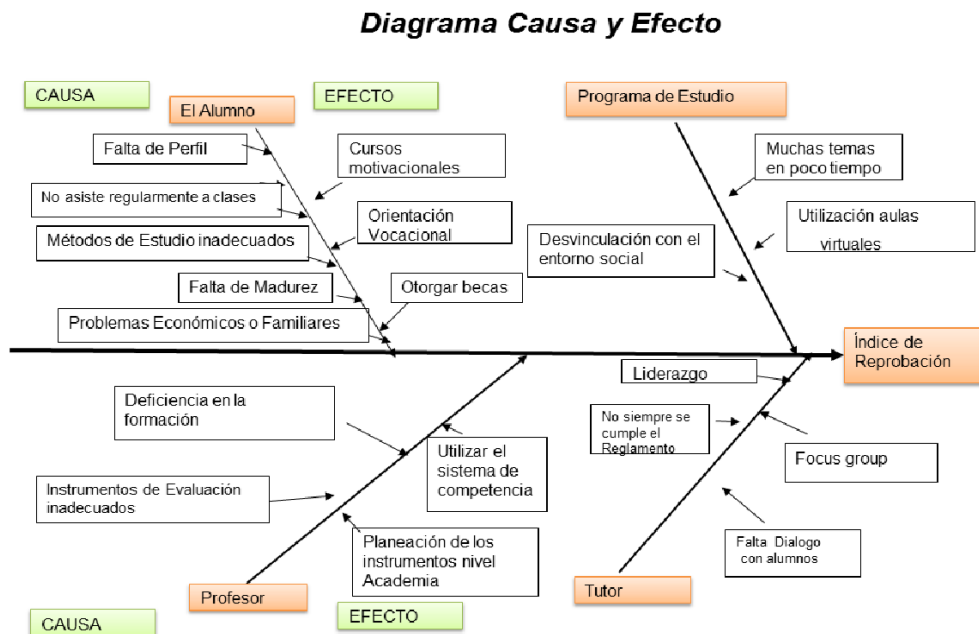 Diagrama Causa y Efecto
CAUSA
El Alumno
EFECTO
Programa de Estudio
Falta de Perfil
Cursos
motivacionales
No asiste regularmente a clases
Orientación
Vocacional
Métodos de Estudio inadecuados
Falta de Madurez
Otorgar becas
Problemas Económicos o Familiares
Muchas temas
en poco tiempo
Utilización aulas
virtuales
Desvinculación con el
entorno social
Índice de
Reprobación
Deficiencia en la
formación
Utilizar el
sistema de
competencia
Instrumentos de Evaluación
inadecuados
Planeación de los
instrumentos nivel
Academia
Profesor
EFECTO
CAUSA
Liderazgo
No siempre se
cumple el
Reglamento
Focus group
Falta Dialogo
con alumnos
Tutor